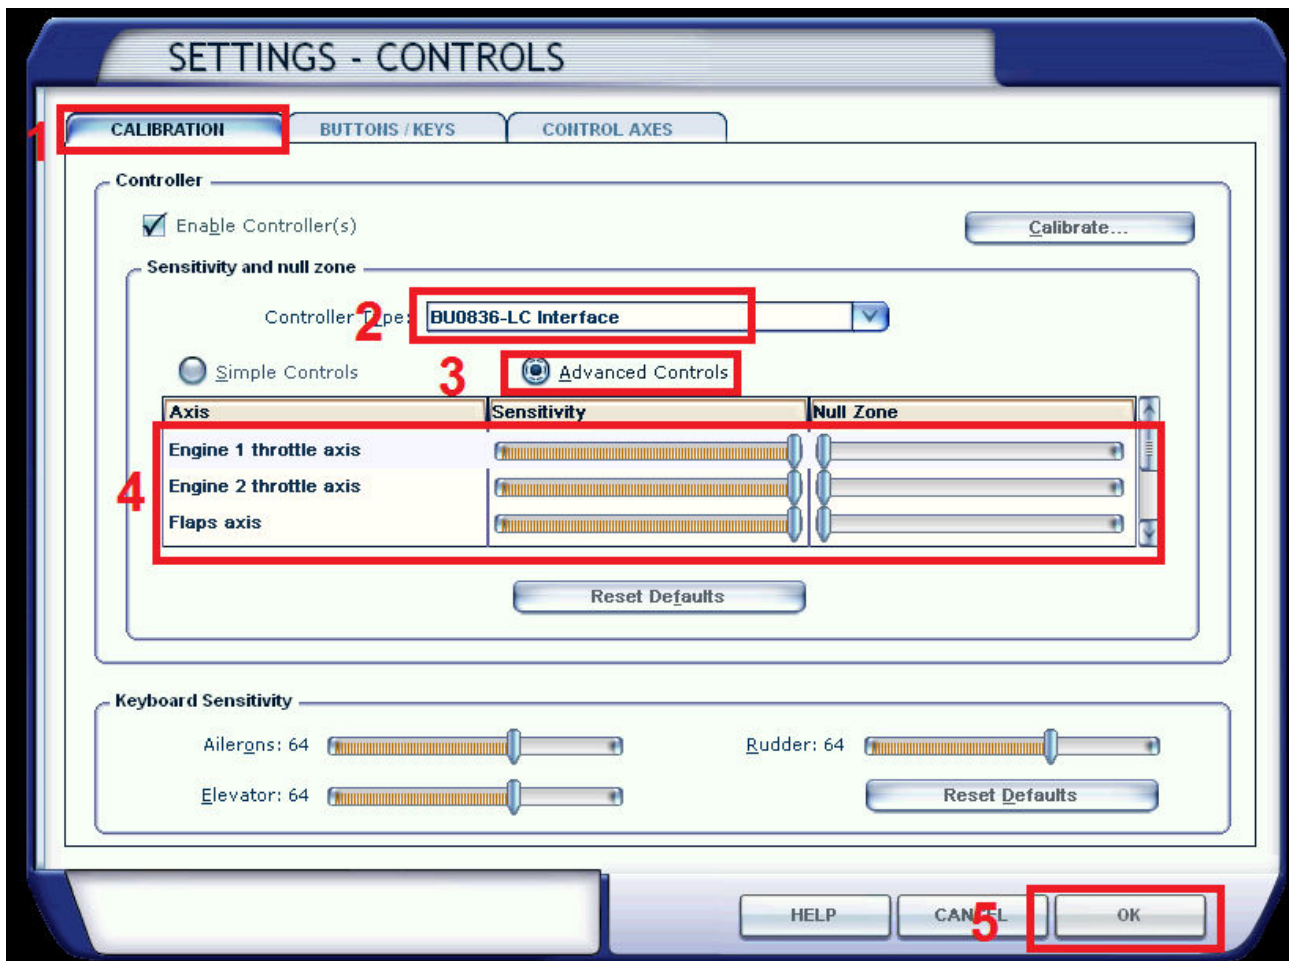 SETTINGS - CONTROLS
1
CALIBRATION BUTTONS / KEYS CONTROL AXES
Controller
Enable Controller(s) Calibrate...
Sensitivity and null zone
Controller Type: 2 BU0836-LC Interface
Simple Controls 3 Advanced Controls
Axis Sensitivity Null Zone
4
Engine 1 throttle axis
Engine 2 throttle axis
Flaps axis
Reset Defaults
Keyboard Sensitivity
Ailerons: 64 Rudder: 64
Elevator: 64 Reset Defaults
HELP CANCEL 5 OK